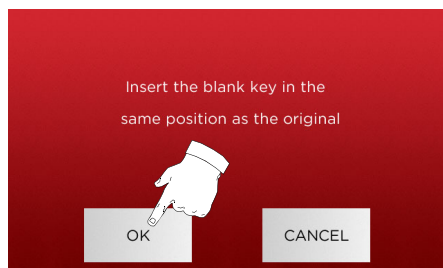 Insert the blank key in the
same position as the original
OK
CANCEL